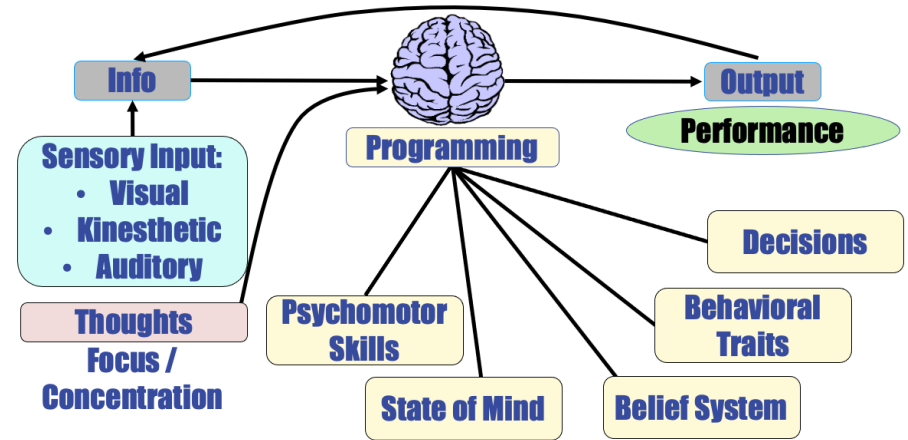 Info
Output
Performance
Programming
Sensory Input:
• Visual
• Kinesthetic
• Auditory
Thoughts
Focus /
Concentration
Psychomotor
Skills
State of Mind
Belief System
Behavioral
Traits
Decisions